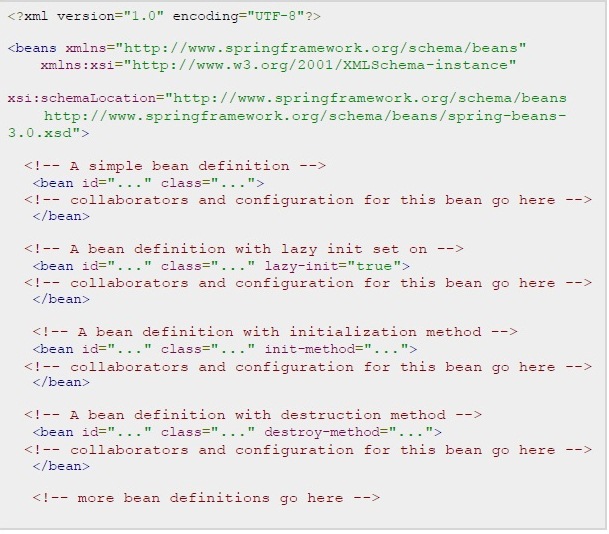 <?xml version="1.0" encoding="UTF-8"?>
<beans xmlns="http://www.springframework.org/schema/beans"
xmlns:xsi="http://www.w3.org/2001/XMLSchema-instance"
xsi:schemaLocation="http://www.springframework.org/schema/beans
http://www.springframework.org/schema/beans/spring-beans-
3.0.xsd">
<!-- A simple bean definition -->
<bean id="..." class="...">
<!-- collaborators and configuration for this bean go here -->
</bean>
<!-- A bean definition with lazy init set on -->
<bean id="..." class="..." lazy-init="true">
<!-- collaborators and configuration for this bean go here -->
</bean>
<!-- A bean definition with initialization method -->
<bean id="..." class="..." init-method="...">
<!-- collaborators and configuration for this bean go here -->
</bean>
<!-- A bean definition with destruction method -->
<bean id="..." class="..." destroy-method="...">
<!-- collaborators and configuration for this bean go here -->
</bean>
<!-- more bean definitions go here -->